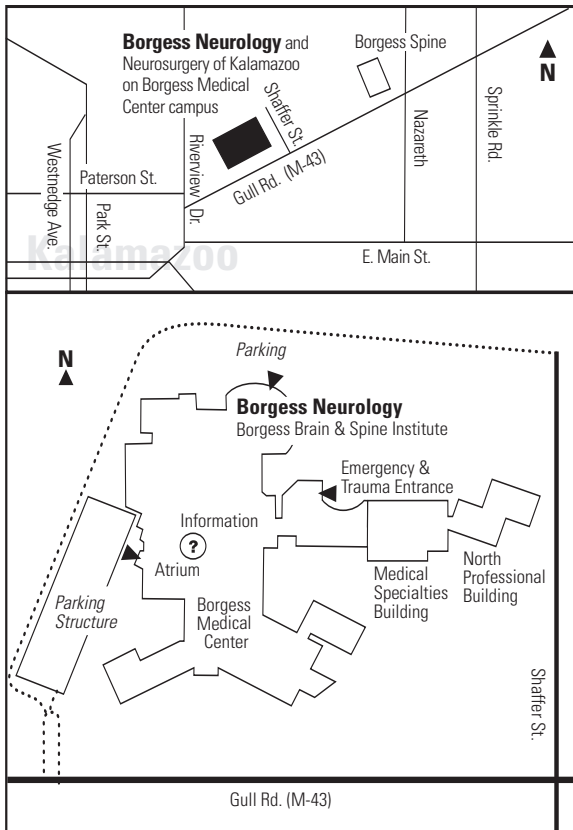 Borgess Neurology and
Neurosurgery of Kalamazoo
on Borgess Medical
Center campus
Borgess Spine
N
Shaffer St.
Nazareth
Sprinkle Rd.
Riverview
Dr.
Gull Rd. (M-43)
Westnedge Ave.
Paterson St.
Park St.
Kalamazoo
E. Main St.
N
Parking
Borgess Neurology
Borgess Brain & Spine Institute
Emergency &
Trauma Entrance
Information
?
Atrium
Parking
Structure
Borgess
Medical
Center
Medical
Specialties
Building
North
Professional
Building
Shaffer St.
Gull Rd. (M-43)